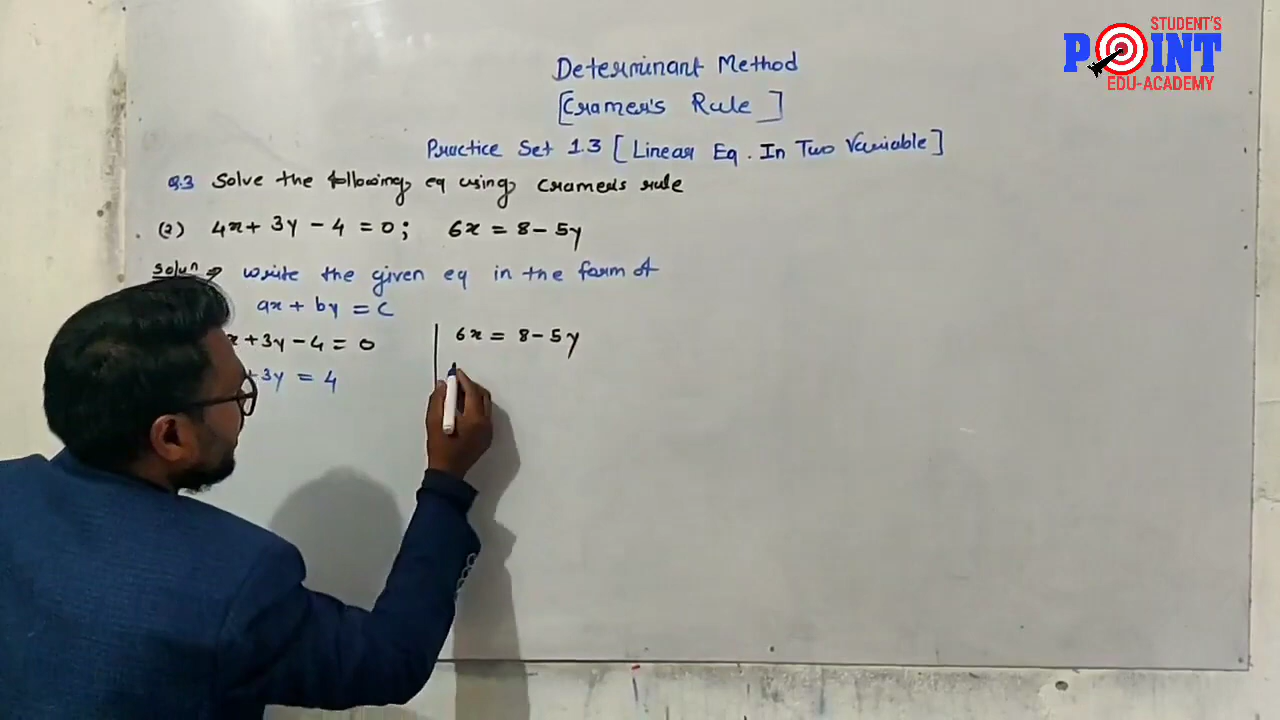 STUDENT'S
POINT
EDU-ACADEMY
Determinant Method
[Cramer's Rule]
Practice Set 1.3 [Linear Eq. In Two Variable]
Q.3 Solve the following eq using Cramer's rule
(2) 4x + 3y - 4 = 0; 6x = 8 - 5y
Soluⁿ ⇒ Write the given eq in the form of
ax + by = c
x + 3y - 4 = 0
6x = 8 - 5y
+ 3y = 4